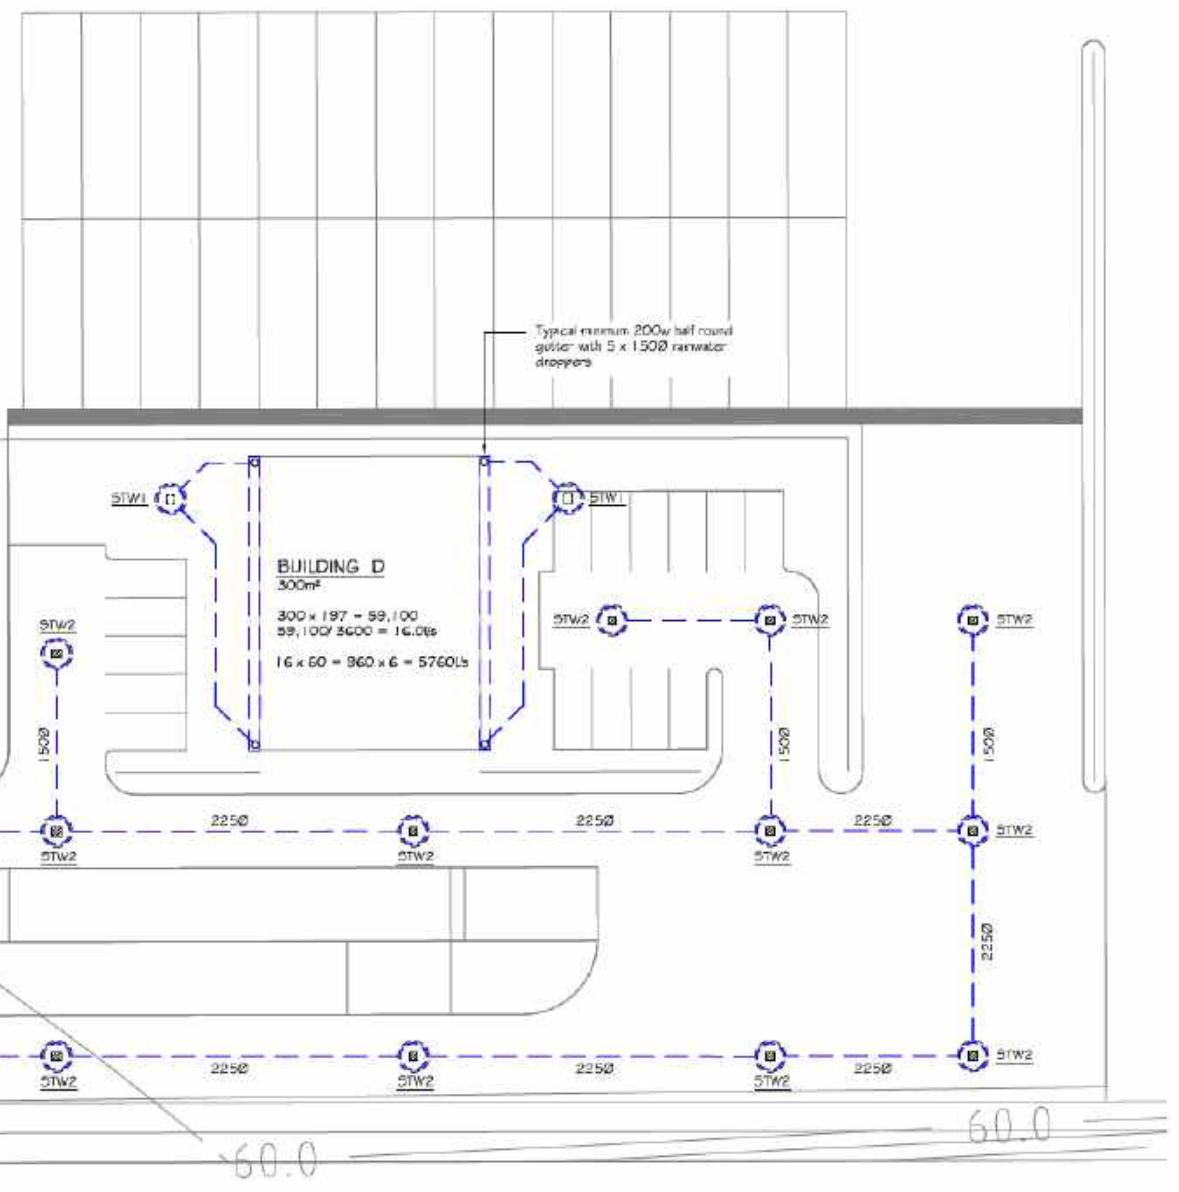 Typical minimum 200w half round
gutter with 5 x 150Ø rainwater
droppers
STW1
STW1
BUILDING D
300m²
300 x 197 = 59,100
59,100/3600 = 16.0l/s
16 x 60 = 960 x 6 = 5760L's
STW2
STW2
STW2
STW2
150Ø
150Ø
150Ø
225Ø
225Ø
225Ø
STW2
STW2
STW2
STW2
225Ø
STW2
STW2
STW2
STW2
225Ø
225Ø
225Ø
60.0
60.0